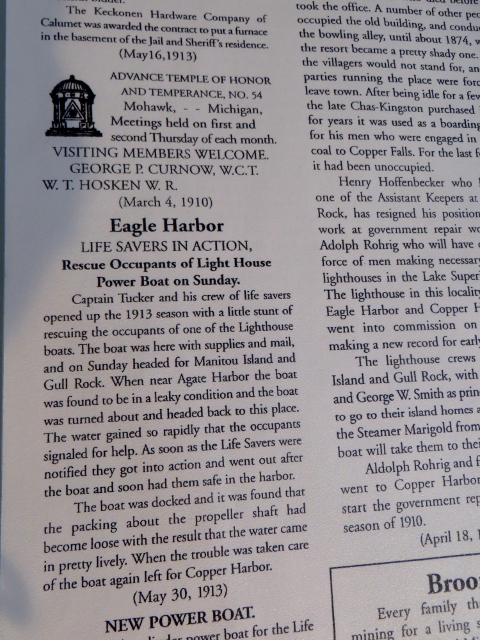 The Keckonen Hardware Company of
Calumet was awarded the contract to put a furnace
in the basement of the Jail and Sheriff's residence.
(May16,1913)
ADVANCE TEMPLE OF HONOR
AND TEMPERANCE, NO. 54
Mohawk, - - Michigan,
Meetings held on first and
second Thursday of each month.
VISITING MEMBERS WELCOME.
GEORGE P. CURNOW, W.C.T.
W. T. HOSKEN W. R.
(March 4, 1910)
Eagle Harbor
LIFE SAVERS IN ACTION,
Rescue Occupants of Light House
Power Boat on Sunday.
Captain Tucker and his crew of life savers
opened up the 1913 season with a little stunt of
rescuing the occupants of one of the Lighthouse
boats. The boat was here with supplies and mail,
and on Sunday headed for Manitou Island and
Gull Rock. When near Agate Harbor the boat
was found to be in a leaky condition and the boat
was turned about and headed back to this place.
The water gained so rapidly that the occupants
signaled for help. As soon as the Life Savers were
notified they got into action and went out after
the boat and soon had them safe in the harbor.
The boat was docked and it was found that
the packing about the propeller shaft had
become loose with the result that the water came
in pretty lively. When the trouble was taken care
of the boat again left for Copper Harbor.
(May 30, 1913)
NEW POWER BOAT.
power boat for the Life
took the office. A number of other
occupied the old building, and
the bowling alley, until about 1874,
the resort became a pretty shady one.
the villagers would not stand for,
parties running the place were
leave town. After being idle for a few
the late Chas-Kingston purchased
for years it was used as a boarding
for his men who were engaged in
coal to Copper Falls. For the last
it had been unoccupied.
Henry Hoffenbecker who
one of the Assistant Keepers at
Rock, has resigned his position
work at government repair
Adolph Rohrig who will have
force of men making necessary
lighthouses in the Lake
The lighthouse in this locality
Eagle Harbor and Copper
went into commission on
making a new record for early
The lighthouse crews
Island and Gull Rock, with
and George W. Smith as
to go to their island homes
the Steamer Marigold from
boat will take them to
Aldolph Rohrig and
went to Copper Harbor
start the government
season of 1910.
(April 18,
Every family
mining for a living